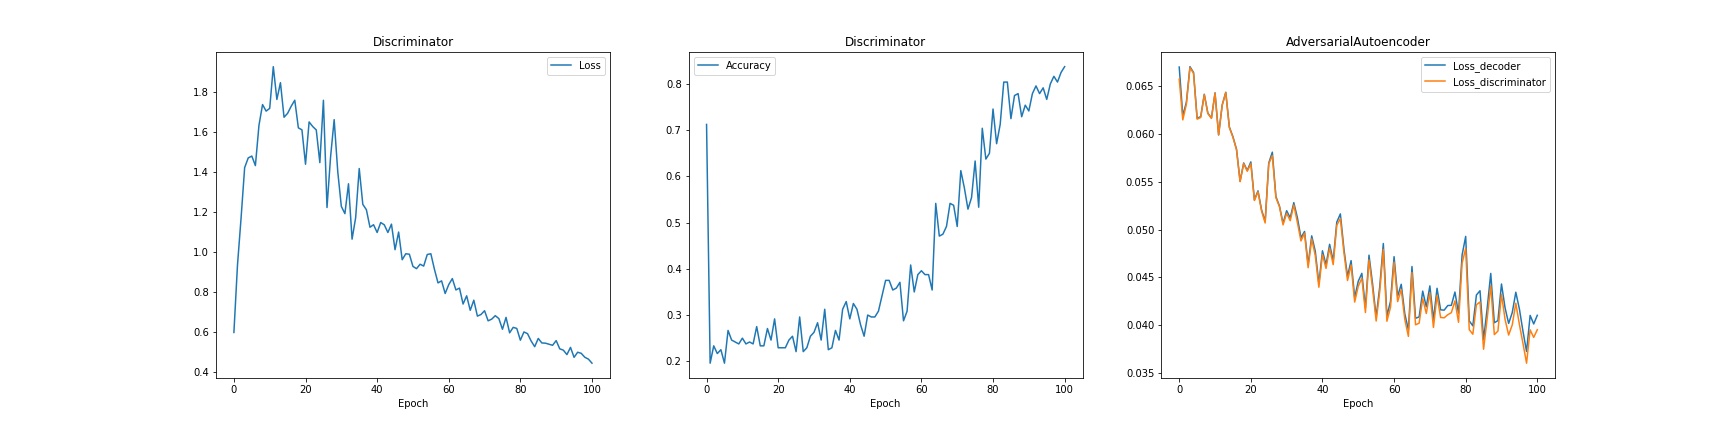 Discriminator
Loss
1.8
1.6
1.4
1.2
1.0
0.8
0.6
0.4
0 20 40 60 80 100
Epoch
Discriminator
Accuracy
0.8
0.7
0.6
0.5
0.4
0.3
0.2
0 20 40 60 80 100
Epoch
AdversarialAutoencoder
Loss_decoder
Loss_discriminator
0.065
0.060
0.055
0.050
0.045
0.040
0.035
0 20 40 60 80 100
Epoch